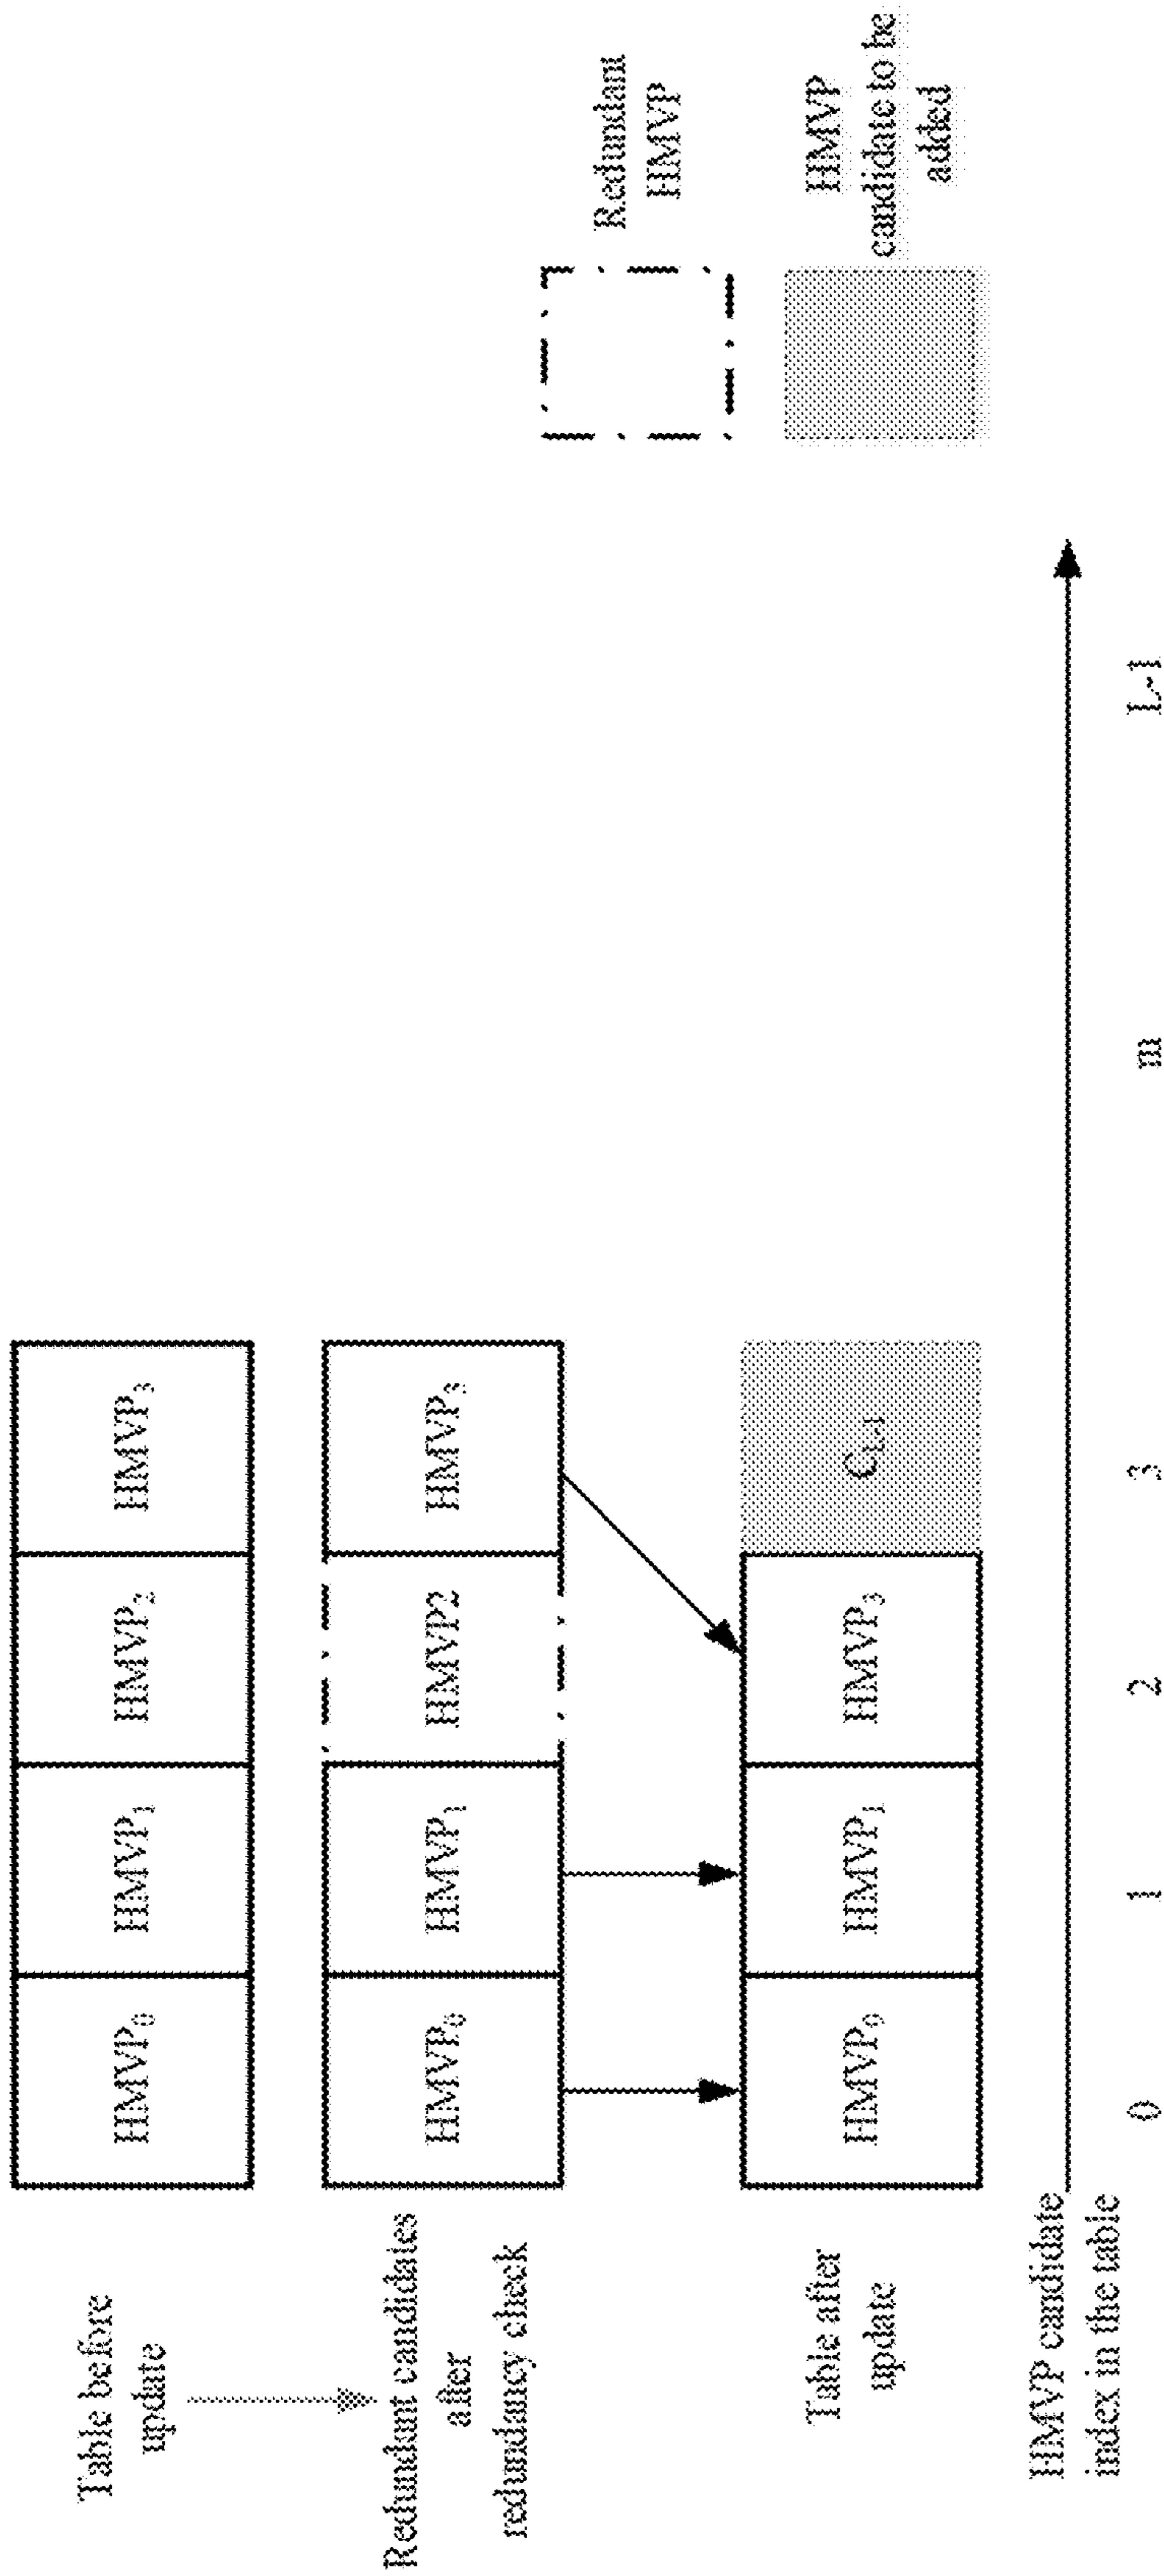 Table before
update
HMVP₀ HMVP₁ HMVP₂ HMVP₃
Redundant candidates
after
redundancy check
HMVP₀ HMVP₁ HMVP2 HMVP₃
Redundant
HMVP
Table after
update
HMVP₀ HMVP₁ HMVP₃ C_L-1
HMVP
candidate to be
added
HMVP candidate
index in the table
0 1 2 3 m L-1